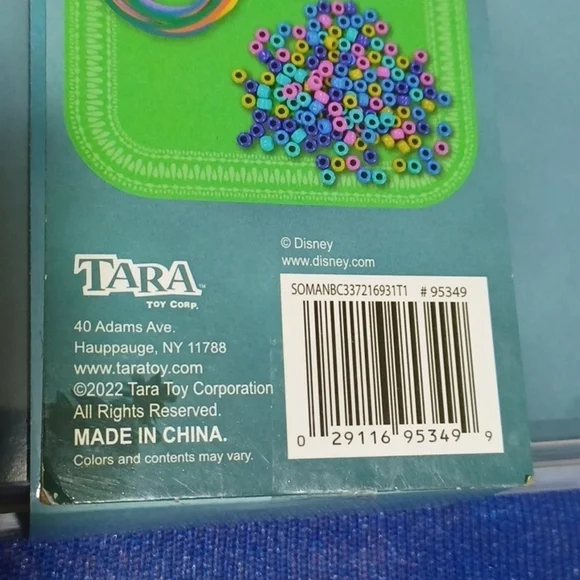 © Disney
www.disney.com
TARA™
TOY CORP.
40 Adams Ave.
Hauppauge, NY 11788
www.taratoy.com
©2022 Tara Toy Corporation
All Rights Reserved.
MADE IN CHINA.
Colors and contents may vary.
SOMANBC337216931T1 # 95349
0 29116 95349 9